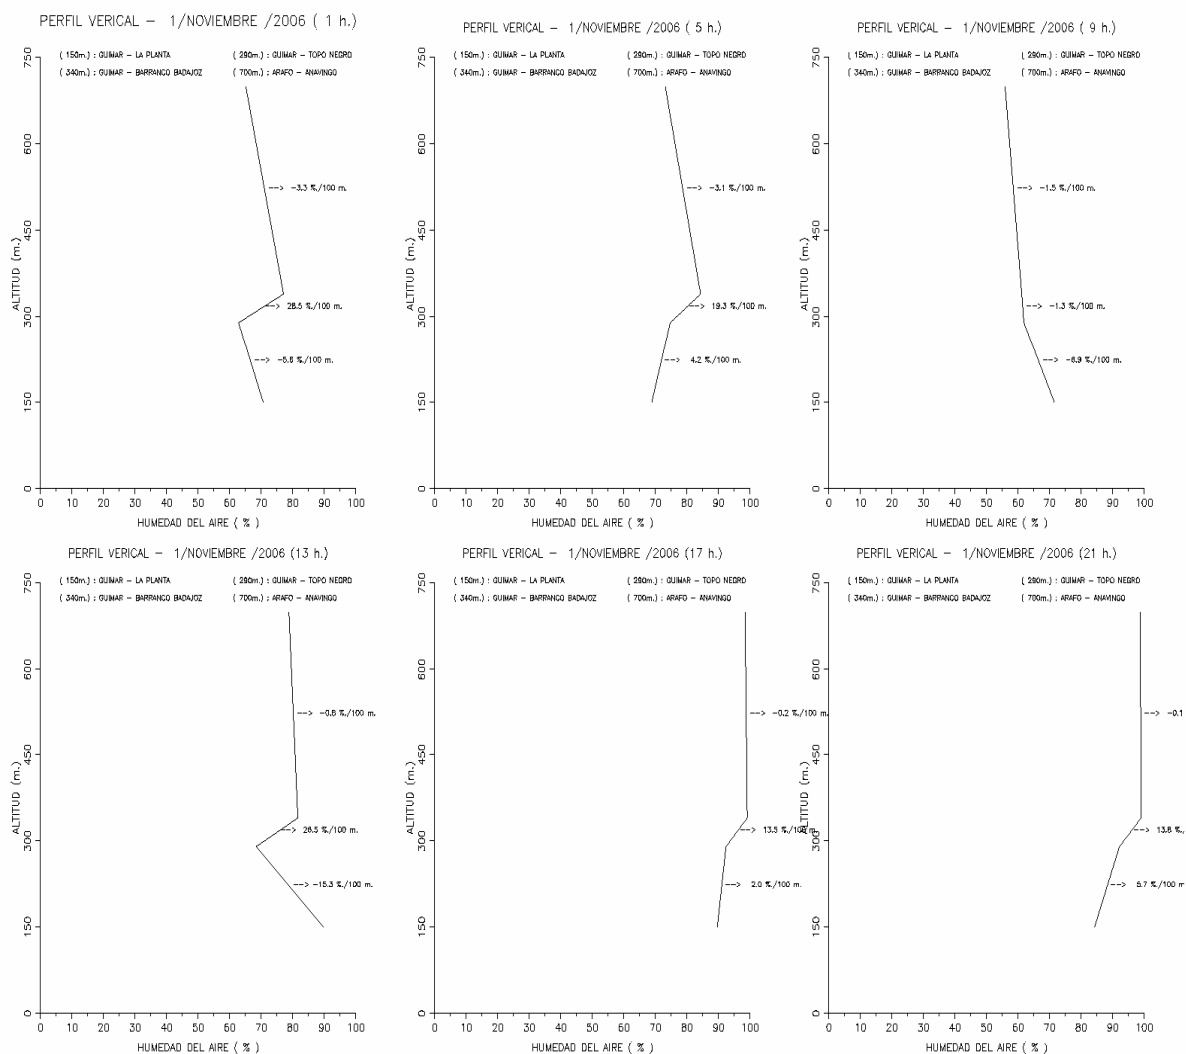 PERFIL VERICAL - 1/NOVIEMBRE /2006 ( 1 h.)
( 150m.) : GUIMAR - LA PLANTA ( 290m.) : GUIMAR - TOPO NEGRO
( 340m.) : GUIMAR - BARRANCO BADAJOZ ( 700m.) : ARAFO - ANAVINGO
750
600
450
300
150
0
ALTITUD (m.)
---> -3.3 %./100 m.
---> %./100 m.
---> %./100 m.
0 10 20 30 40 50 60 70 80 90 100
HUMEDAD DEL AIRE ( % )
PERFIL VERICAL - 1/NOVIEMBRE /2006 ( 5 h.)
( 150m.) : GUIMAR - LA PLANTA ( 290m.) : GUIMAR - TOPO NEGRO
( 340m.) : GUIMAR - BARRANCO BADAJOZ ( 700m.) : ARAFO - ANAVINGO
750
600
450
300
150
0
ALTITUD (m.)
---> -3.1 %./100 m.
---> 19.3 %./100 m.
---> 4.2 %./100 m.
0 10 20 30 40 50 60 70 80 90 100
HUMEDAD DEL AIRE ( % )
PERFIL VERICAL - 1/NOVIEMBRE /2006 ( 9 h.)
( 150m.) : GUIMAR - LA PLANTA ( 290m.) : GUIMAR - TOPO NEGRO
( 340m.) : GUIMAR - BARRANCO BADAJOZ ( 700m.) : ARAFO - ANAVINGO
750
600
450
300
150
0
ALTITUD (m.)
---> -1.5 %./100 m.
---> -1.3 %./100 m.
---> -6.9 %./100 m.
0 10 20 30 40 50 60 70 80 90 100
HUMEDAD DEL AIRE ( % )
PERFIL VERICAL - 1/NOVIEMBRE /2006 (13 h.)
( 150m.) : GUIMAR - LA PLANTA ( 290m.) : GUIMAR - TOPO NEGRO
( 340m.) : GUIMAR - BARRANCO BADAJOZ ( 700m.) : ARAFO - ANAVINGO
750
600
450
300
150
0
ALTITUD (m.)
---> -0.8 %./100 m.
---> 26.5 %./100 m.
---> -15.3 %./100 m.
0 10 20 30 40 50 60 70 80 90 100
HUMEDAD DEL AIRE ( % )
PERFIL VERICAL - 1/NOVIEMBRE /2006 (17 h.)
( 150m.) : GUIMAR - LA PLANTA ( 290m.) : GUIMAR - TOPO NEGRO
( 340m.) : GUIMAR - BARRANCO BADAJOZ ( 700m.) : ARAFO - ANAVINGO
750
600
450
300
150
0
ALTITUD (m.)
---> -0.2 %./100 m.
---> 13.5 %./100 m.
---> 2.0 %./100 m.
0 10 20 30 40 50 60 70 80 90 100
HUMEDAD DEL AIRE ( % )
PERFIL VERICAL - 1/NOVIEMBRE /2006 (21 h.)
( 150m.) : GUIMAR - LA PLANTA ( 290m.) : GUIMAR - TOPO NEGRO
( 340m.) : GUIMAR - BARRANCO BADAJOZ ( 700m.) : ARAFO - ANAVINGO
750
600
450
300
150
0
ALTITUD (m.)
---> -0.1
---> 13.8 %.
---> 5.7 %./100 m
0 10 20 30 40 50 60 70 80 90 100
HUMEDAD DEL AIRE ( % )